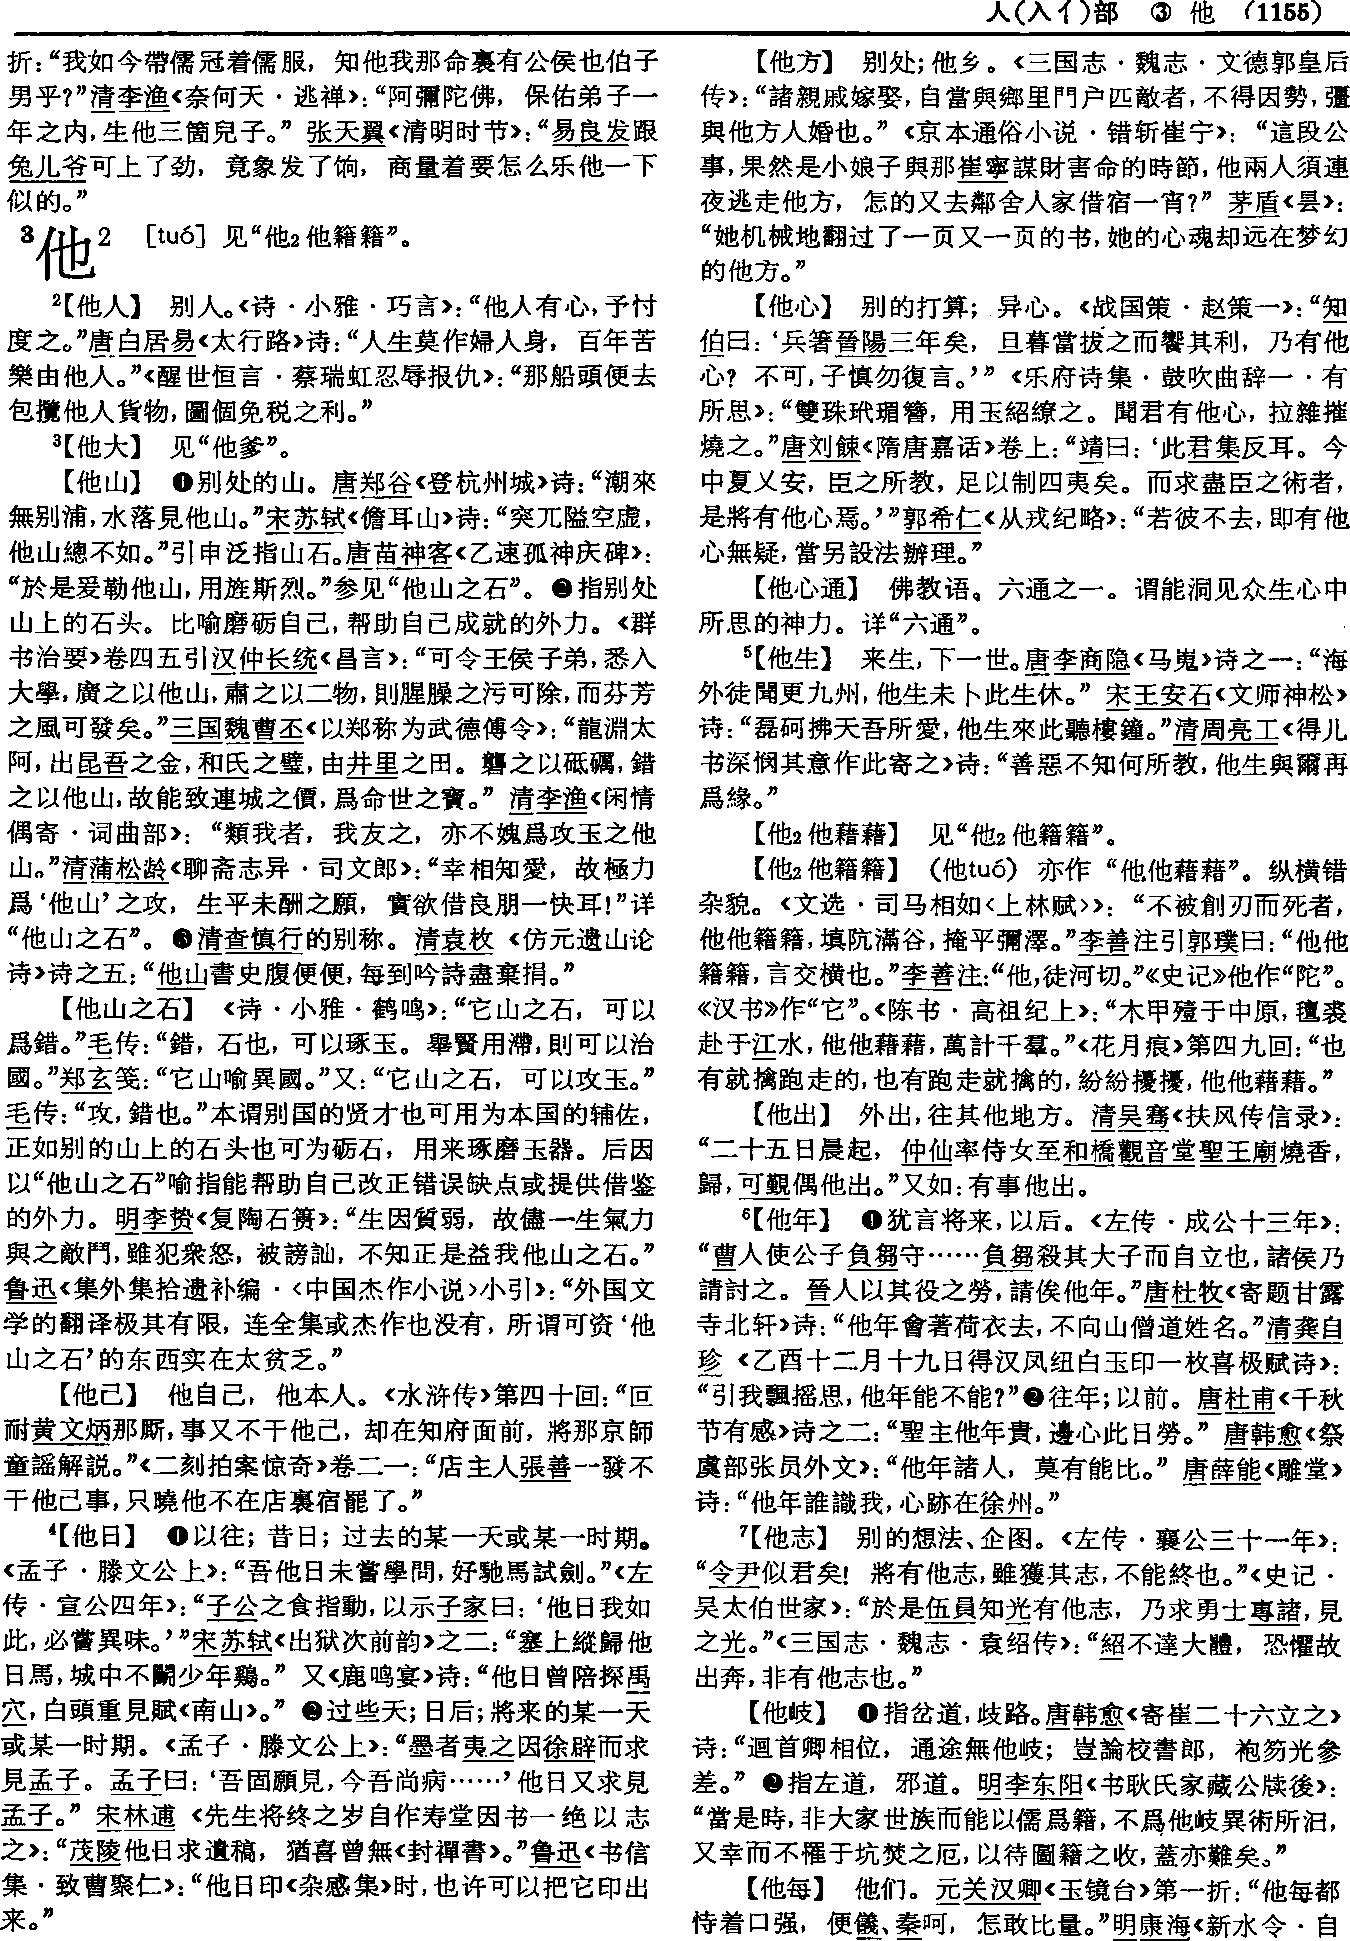 人(入亻)部 ③ 他 (1155)
折：“我如今帶儒冠着儒服，知他我那命裏有公侯也伯子
男乎？”清李渔《奈何天·逃禅》：“阿彌陀佛，保佑弟子一
年之内，生他三箇兒子。”张天翼《清明时节》：“易良发跟
兔儿爷可上了劲，竟象发了饷，商量着要怎么乐他一下
似的。”
3他2 [tuó] 见“他2他籍籍”。
2【他人】 别人。《诗·小雅·巧言》：“他人有心，予忖
度之。”唐白居易《太行路》诗：“人生莫作婦人身，百年苦
樂由他人。”《醒世恒言·蔡瑞虹忍辱报仇》：“那船頭便去
包攬他人貨物，圖個免税之利。”
3【他大】 见“他爹”。
【他山】 ❶别处的山。唐郑谷《登杭州城》诗：“潮來
無别浦，水落見他山。”宋苏轼《儋耳山》诗：“突兀隘空虚，
他山總不如。”引申泛指山石。唐苗神客《乙速孤神庆碑》：
“於是爰勒他山，用旌斯烈。”参见“他山之石”。❷指别处
山上的石头。比喻磨砺自己，帮助自己成就的外力。《群
书治要》卷四五引汉仲长统《昌言》：“可令王侯子弟，悉入
大學，廣之以他山，肅之以二物，則腥臊之污可除，而芬芳
之風可發矣。”三国魏曹丕《以郑称为武德傅令》：“龍淵太
阿，出昆吾之金，和氏之璧，由井里之田。礱之以砥礪，錯
之以他山，故能致連城之價，爲命世之寶。”清李渔《闲情
偶寄·词曲部》：“類我者，我友之，亦不媿爲攻玉之他
山。”清蒲松龄《聊斋志异·司文郎》：“幸相知愛，故極力
爲‘他山’之攻，生平未酬之願，實欲借良朋一快耳！”详
“他山之石”。❸清查慎行的别称。清袁枚《仿元遗山论
诗》诗之五：“他山書史腹便便，每到吟詩盡棄捐。”
【他山之石】 《诗·小雅·鹤鸣》：“它山之石，可以
爲錯。”毛传：“錯，石也，可以琢玉。舉賢用滯，則可以治
國。”郑玄笺：“它山喻異國。”又：“它山之石，可以攻玉。”
毛传：“攻，錯也。”本谓别国的贤才也可用为本国的辅佐，
正如别的山上的石头也可为砺石，用来琢磨玉器。后因
以“他山之石”喻指能帮助自己改正错误缺点或提供借鉴
的外力。明李贽《复陶石篑》：“生因質弱，故儘一生氣力
與之敵鬥，雖犯衆怒，被謗訕，不知正是益我他山之石。”
鲁迅《集外集拾遗补编·〈中国杰作小说〉小引》：“外国文
学的翻译极其有限，连全集或杰作也没有，所谓可资‘他
山之石’的东西实在太贫乏。”
【他己】 他自己，他本人。《水浒传》第四十回：“叵
耐黄文炳那厮，事又不干他己，却在知府面前，將那京師
童謡解説。”《二刻拍案惊奇》卷二一：“店主人張善一發不
干他己事，只曉他不在店裏宿罷了。”
4【他日】 ❶以往；昔日；过去的某一天或某一时期。
《孟子·滕文公上》：“吾他日未嘗學問，好馳馬試劍。”《左
传·宣公四年》：“子公之食指動，以示子家曰：‘他日我如
此，必嘗異味。’”宋苏轼《出狱次前韵》之二：“塞上縱歸他
日馬，城中不鬭少年鷄。”又《鹿鸣宴》诗：“他日曾陪探禹
穴，白頭重見賦《南山》。”❷过些天；日后；將来的某一天
或某一时期。《孟子·滕文公上》：“墨者夷之因徐辟而求
見孟子。孟子曰：‘吾固願見，今吾尚病……’他日又求見
孟子。”宋林逋《先生将终之岁自作寿堂因书一绝以志
之》：“茂陵他日求遺稿，猶喜曾無《封禪書》。”鲁迅《书信
集·致曹聚仁》：“他日印《杂感集》时，也许可以把它印出
来。”
【他方】 别处；他乡。《三国志·魏志·文德郭皇后
传》：“諸親戚嫁娶，自當與鄉里門户匹敵者，不得因勢，彊
與他方人婚也。”《京本通俗小说·错斩崔宁》：“這段公
事，果然是小娘子與那崔寧謀財害命的時節，他兩人須連
夜逃走他方，怎的又去鄰舍人家借宿一宵？”茅盾《昙》：
“她机械地翻过了一页又一页的书，她的心魂却远在梦幻
的他方。”
【他心】 别的打算；异心。《战国策·赵策一》：“知
伯曰：‘兵箸晉陽三年矣，旦暮當拔之而饗其利，乃有他
心？不可，子慎勿復言。’”《乐府诗集·鼓吹曲辞一·有
所思》：“雙珠玳瑁簪，用玉紹繚之。聞君有他心，拉雜摧
燒之。”唐刘餗《隋唐嘉话》卷上：“靖曰：‘此君集反耳。今
中夏乂安，臣之所教，足以制四夷矣。而求盡臣之術者，
是將有他心焉。’”郭希仁《从戎纪略》：“若彼不去，即有他
心無疑，當另設法辦理。”
【他心通】 佛教语。六通之一。谓能洞见众生心中
所思的神力。详“六通”。
5【他生】 来生，下一世。唐李商隐《马嵬》诗之一：“海
外徒聞更九州，他生未卜此生休。”宋王安石《文师神松》
诗：“磊砢拂天吾所愛，他生來此聽樓鐘。”清周亮工《得儿
书深悯其意作此寄之》诗：“善惡不知何所教，他生與爾再
爲緣。”
【他2他藉藉】 见“他2他籍籍”。
【他2他籍籍】 (他tuó)亦作“他他藉藉”。纵横错
杂貌。《文选·司马相如〈上林赋〉》：“不被創刃而死者，
他他籍籍，填阬滿谷，掩平彌澤。”李善注引郭璞曰：“他他
籍籍，言交横也。”李善注：“他，徒河切。”《史记》他作“陀”。
《汉书》作“它”。《陈书·高祖纪上》：“木甲殪于中原，氊裘
赴于江水，他他藉藉，萬計千羣。”《花月痕》第四九回：“也
有就擒跑走的，也有跑走就擒的，紛紛擾擾，他他藉藉。”
【他出】 外出，往其他地方。清吴骞《扶风传信录》：
“二十五日晨起，仲仙率侍女至和橋觀音堂聖王廟燒香，
歸，可觀偶他出。”又如：有事他出。
6【他年】 ❶犹言将来，以后。《左传·成公十三年》：
“曹人使公子負芻守……負芻殺其大子而自立也，諸侯乃
請討之。晉人以其役之勞，請俟他年。”唐杜牧《寄题甘露
寺北轩》诗：“他年會著荷衣去，不向山僧道姓名。”清龚自
珍《乙酉十二月十九日得汉凤纽白玉印一枚喜极赋诗》：
“引我飄摇思，他年能不能？”❷往年；以前。唐杜甫《千秋
节有感》诗之二：“聖主他年貴，邊心此日勞。”唐韩愈《祭
虞部张员外文》：“他年諸人，莫有能比。”唐薛能《雕堂》
诗：“他年誰識我，心跡在徐州。”
7【他志】 别的想法、企图。《左传·襄公三十一年》：
“令尹似君矣！將有他志，雖獲其志，不能終也。”《史记·
吴太伯世家》：“於是伍員知光有他志，乃求勇士專諸，見
之光。”《三国志·魏志·袁绍传》：“紹不達大體，恐懼故
出奔，非有他志也。”
【他岐】 ❶指岔道，歧路。唐韩愈《寄崔二十六立之》
诗：“迴首卿相位，通途無他岐；豈論校書郎，袍笏光參
差。”❷指左道，邪道。明李东阳《书耿氏家藏公牍後》：
“當是時，非大家世族而能以儒爲籍，不爲他岐異術所汩，
又幸而不罹于坑焚之厄，以待圖籍之收，蓋亦難矣。”
【他每】 他们。元关汉卿《玉镜台》第一折：“他每都
恃着口强，便儀、秦呵，怎敢比量。”明康海《新水令·自